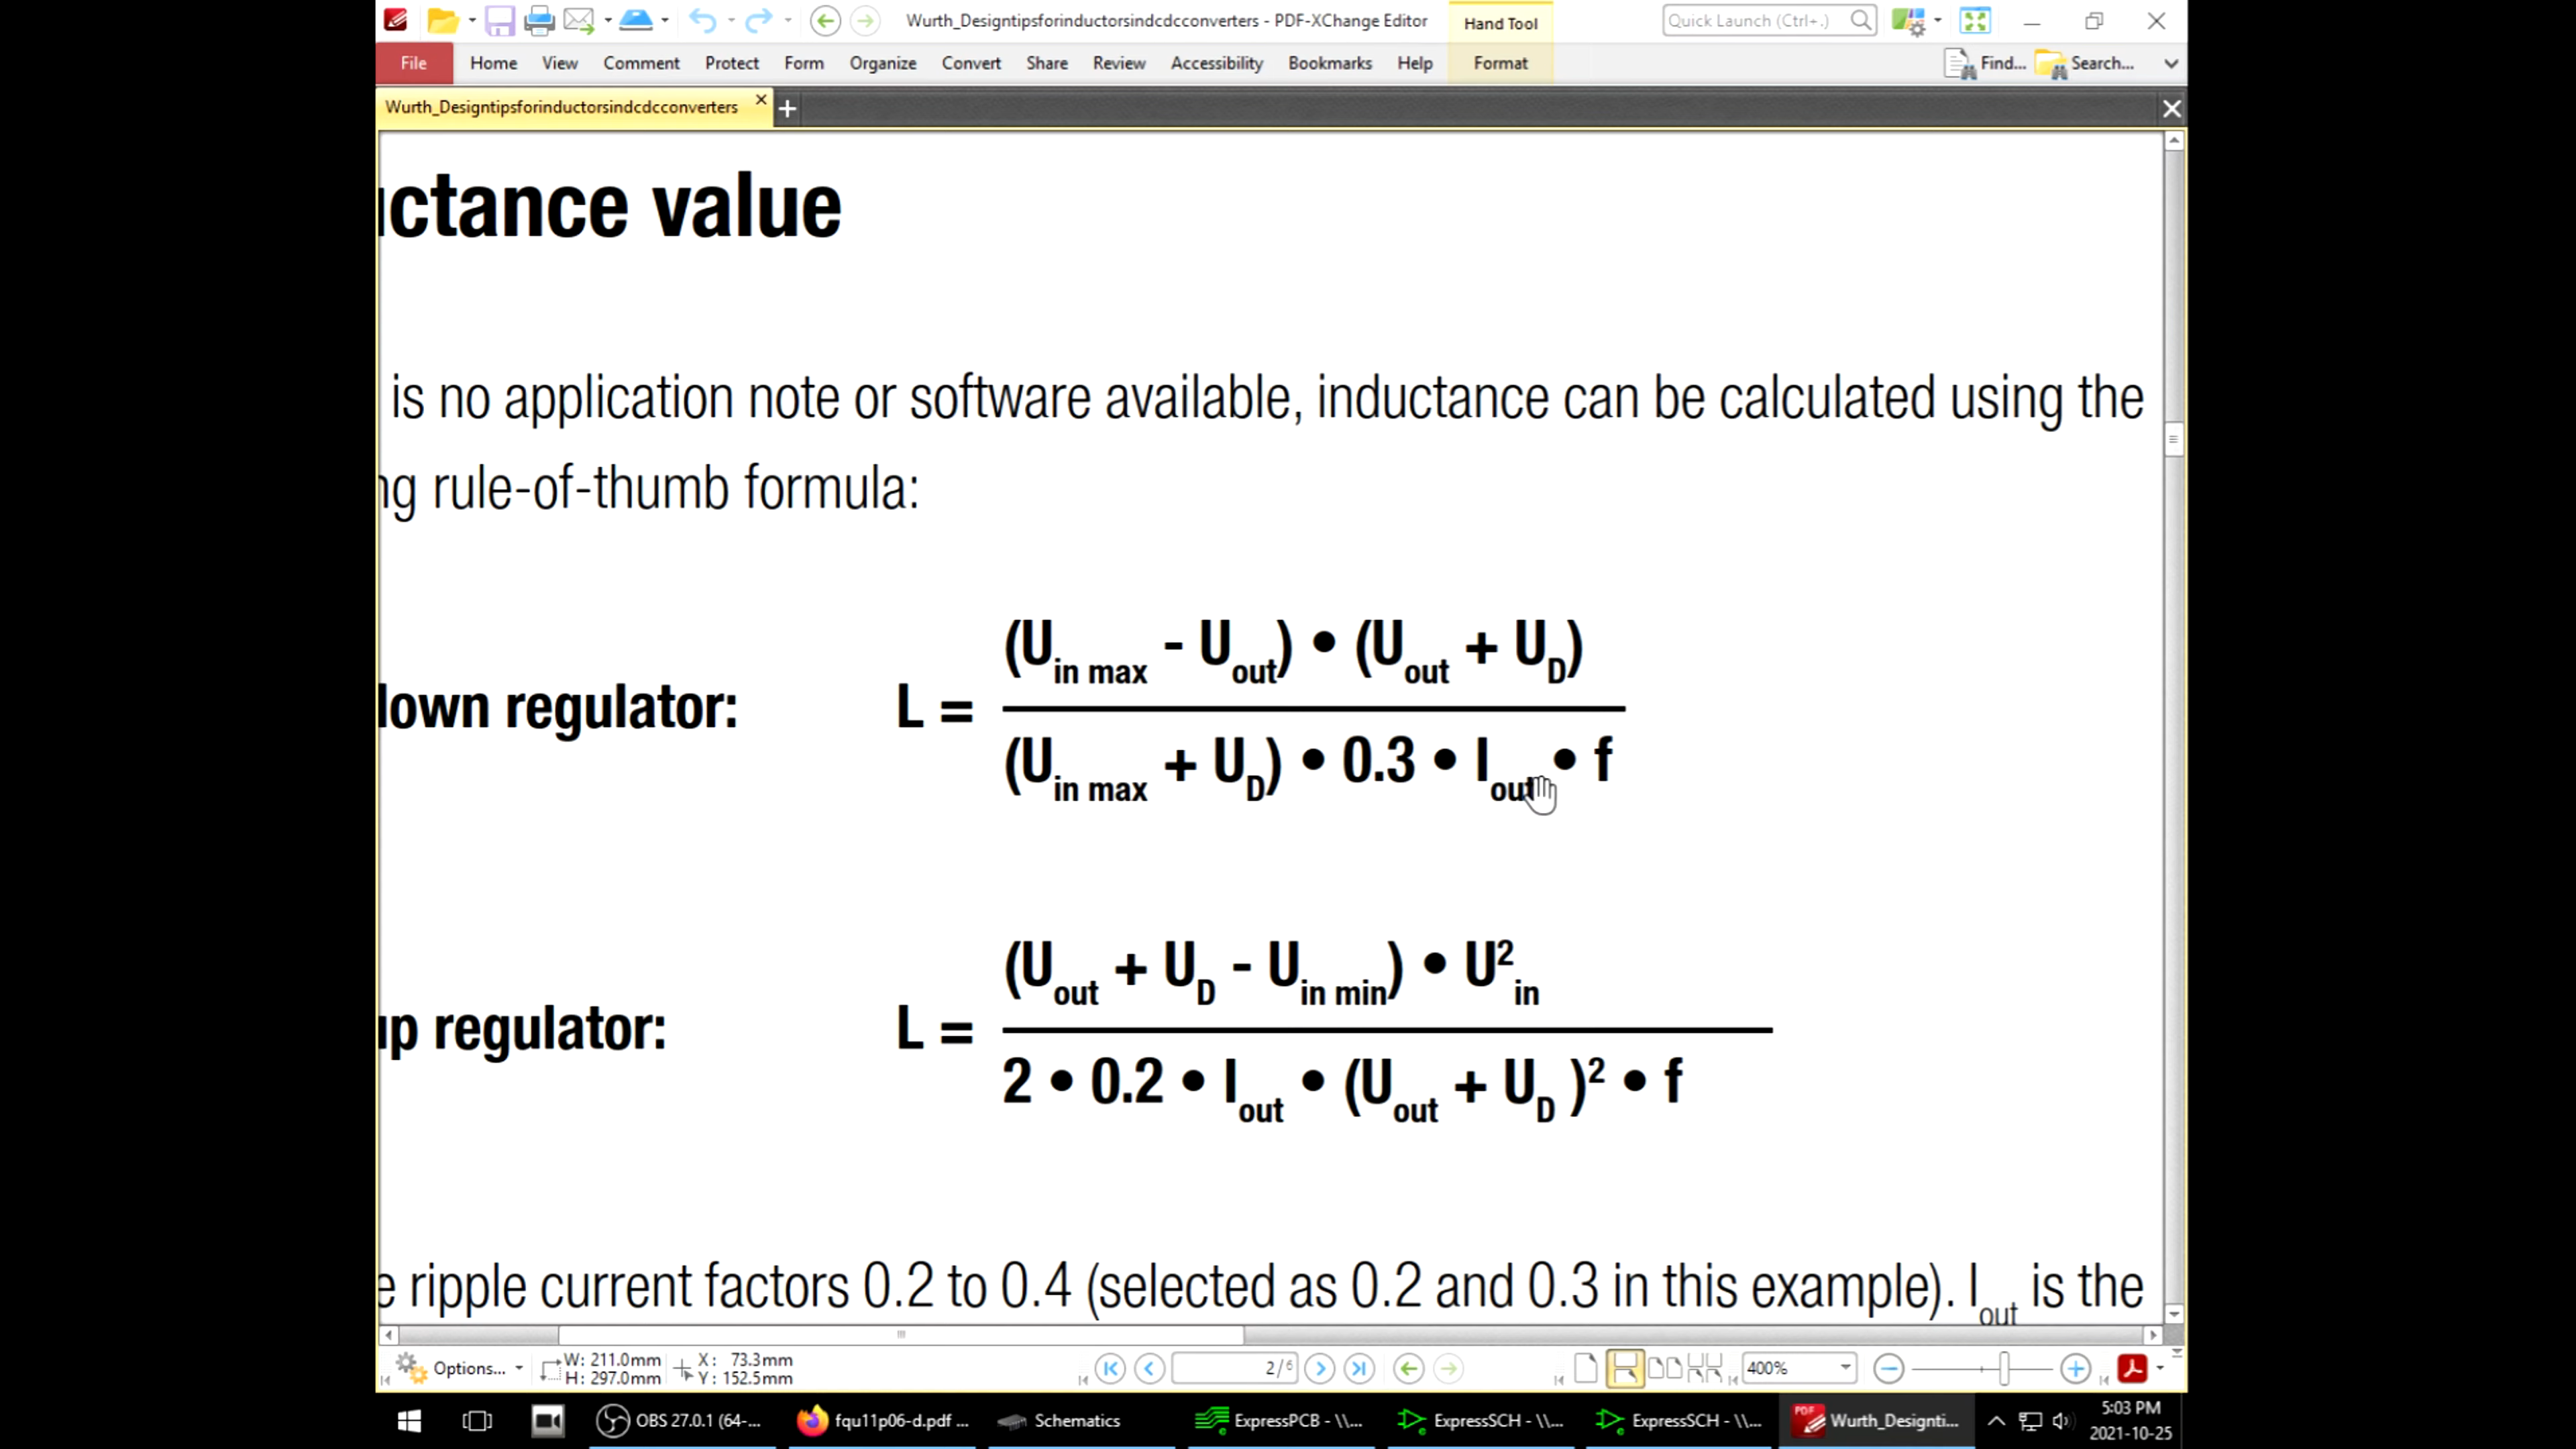 Wurth_Designtipsforinductorsindcdcconverters - PDF-XChange Editor
Hand Tool
Quick Launch (Ctrl+.)
File Home View Comment Protect Form Organize Convert Share Review Accessibility Bookmarks Help Format Find... Search...
Wurth_Designtipsforinductorsindcdcconverters
ctance value
is no application note or software available, inductance can be calculated using the
ng rule-of-thumb formula:
own regulator: L = (U in max - U out) • (U out + U D)
(U in max + U D) • 0.3 • I out • f
up regulator: L = (U out + U D - U in min) • U² in
2 • 0.2 • I out • (U out + U D )² • f
e ripple current factors 0.2 to 0.4 (selected as 0.2 and 0.3 in this example). I out is the
Options... W: 211.0mm X: 73.3mm 2/6 400%
H: 297.0mm Y: 152.5mm
OBS 27.0.1 (64-... fqu11p06-d.pdf ... Schematics ExpressPCB - \\... ExpressSCH - \\... ExpressSCH - \\... PDF Wurth_Designti... 5:03 PM
2021-10-25